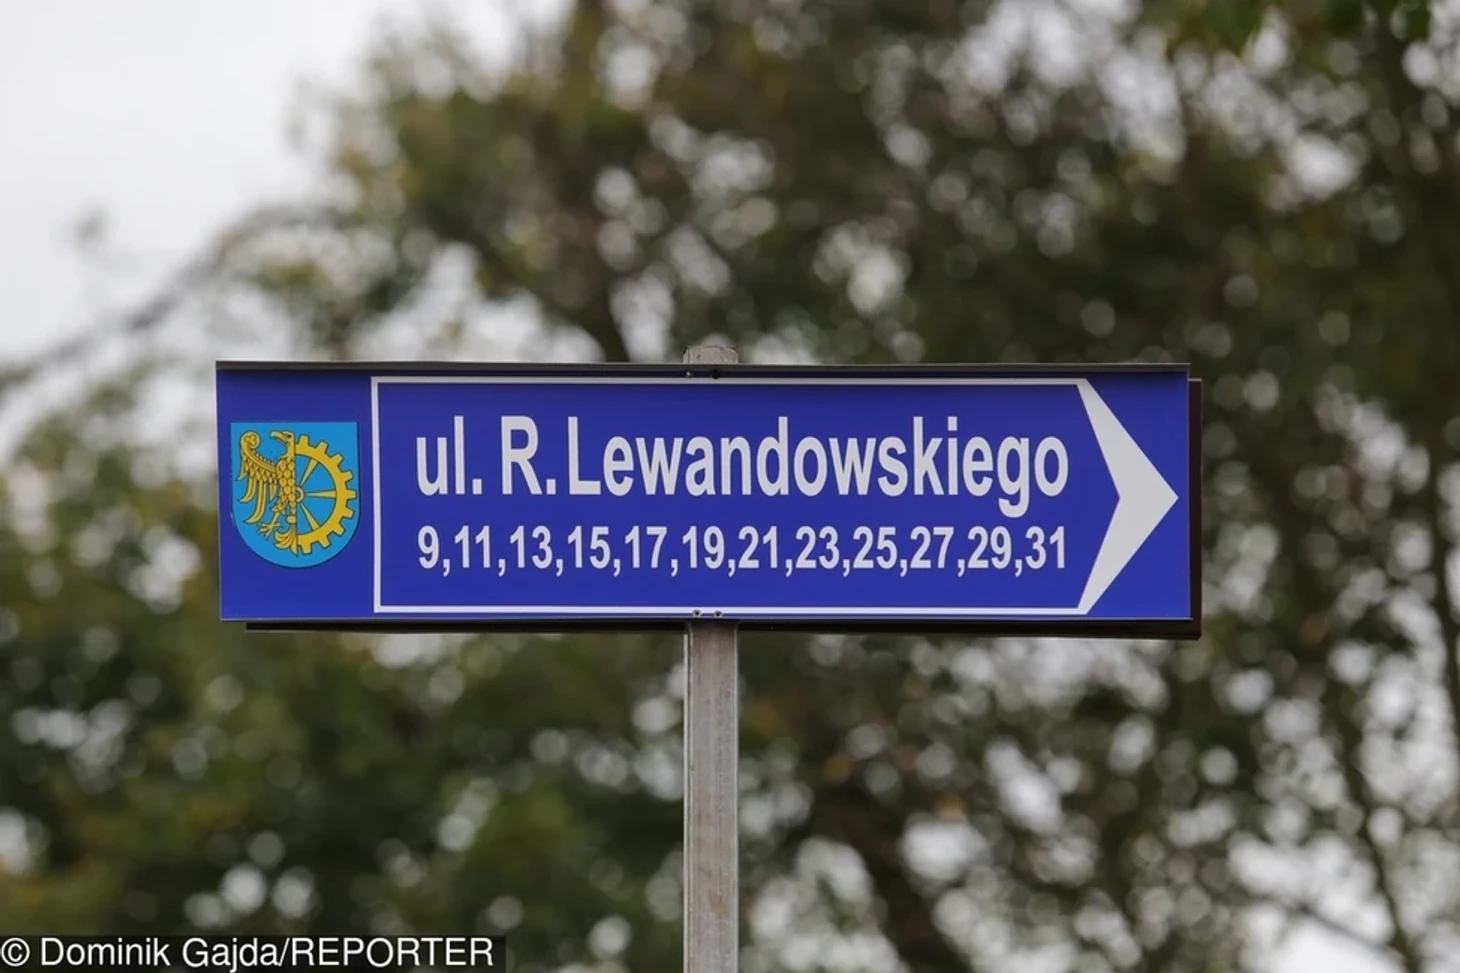 ul. R. Lewandowskiego
9,11,13,15,17,19,21,23,25,27,29,31
© Dominik Gajda/REPORTER